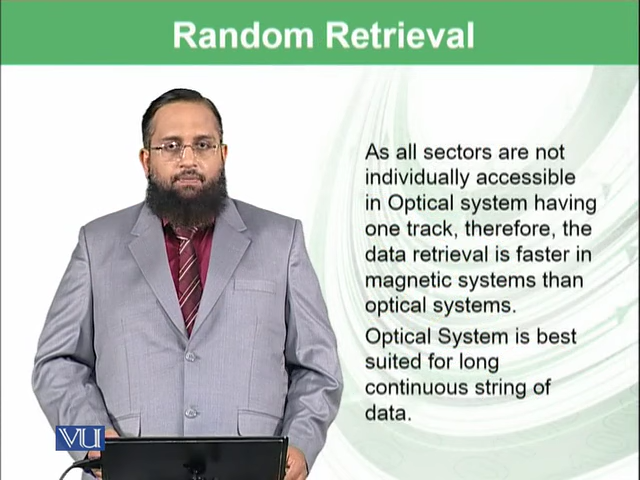 Random Retrieval
As all sectors are not
individually accessible
in Optical system having
one track, therefore, the
data retrieval is faster in
magnetic systems than
optical systems.
Optical System is best
suited for long
continuous string of
data.
VU